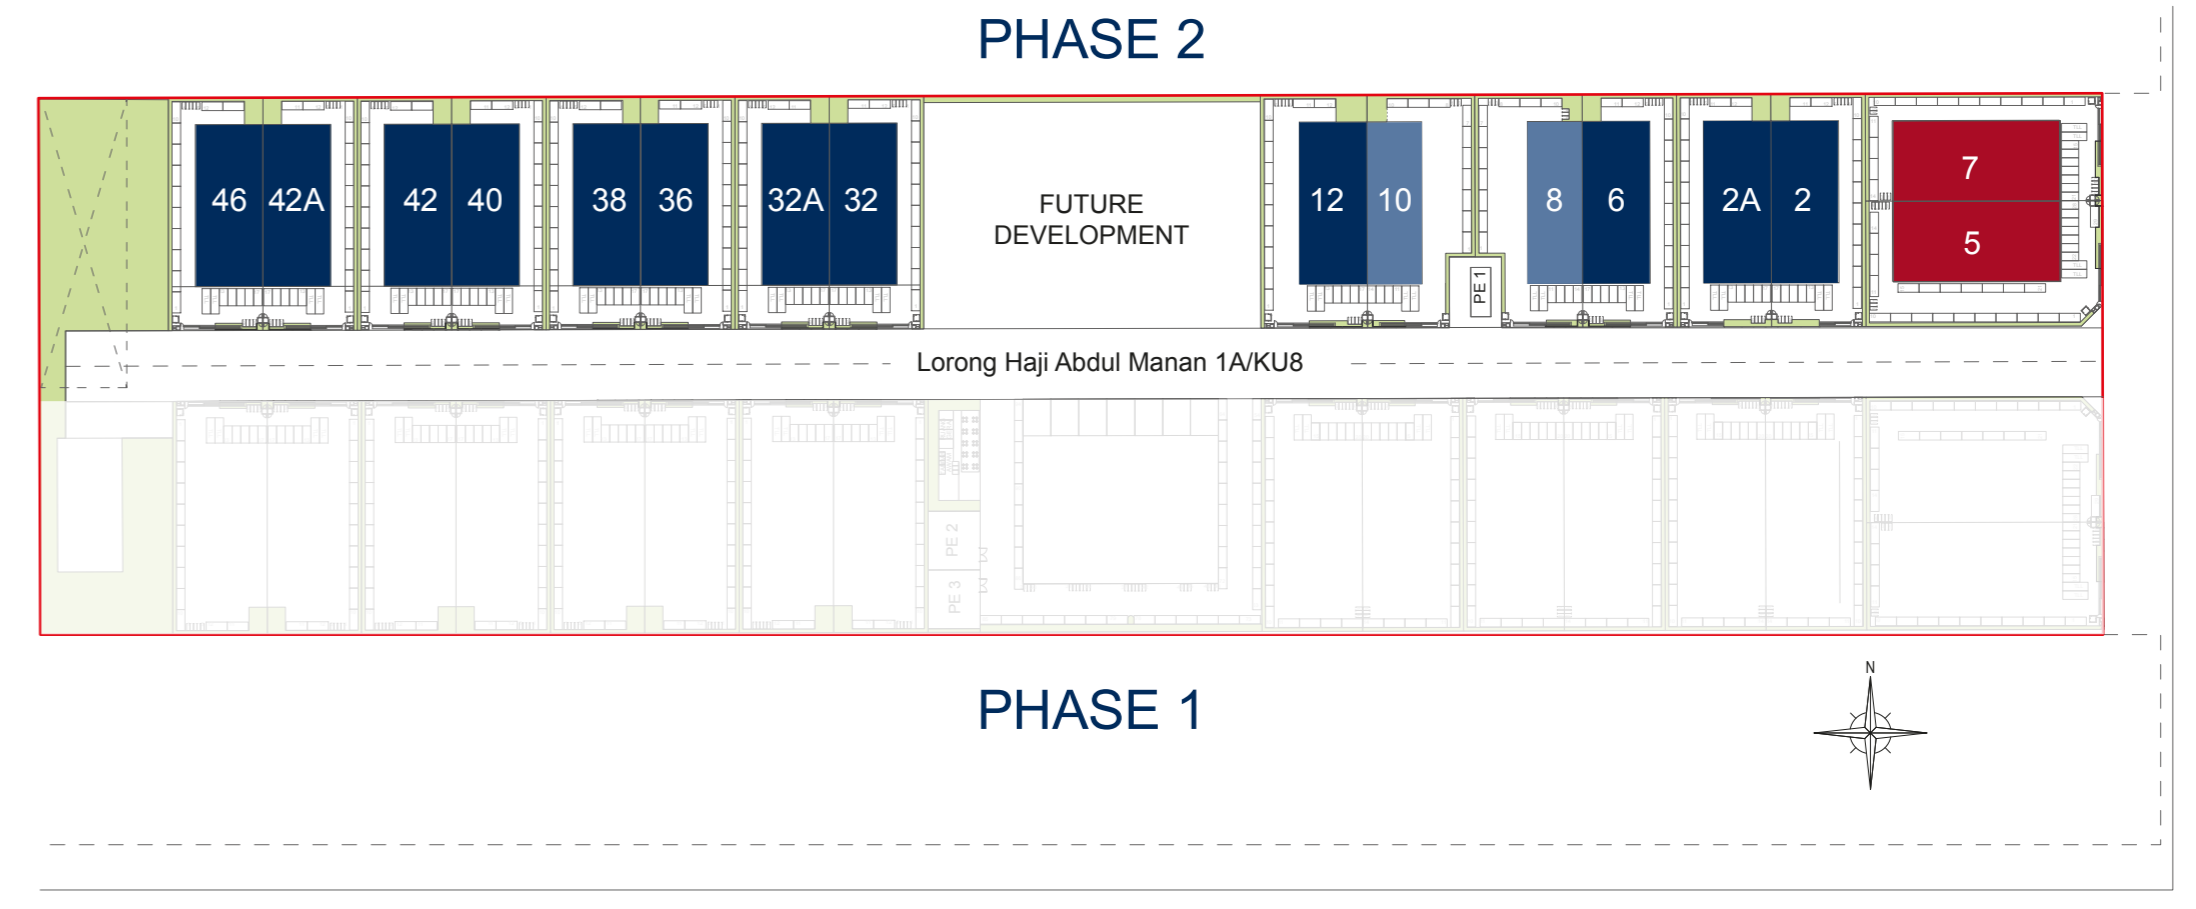 PHASE 2
46 42A 42 40 38 36 32A 32 12 10 8 6 2A 2 7
5
FUTURE
DEVELOPMENT
PE 1
Lorong Haji Abdul Manan 1A/KU8
PE 2
PE 3
PHASE 1
N